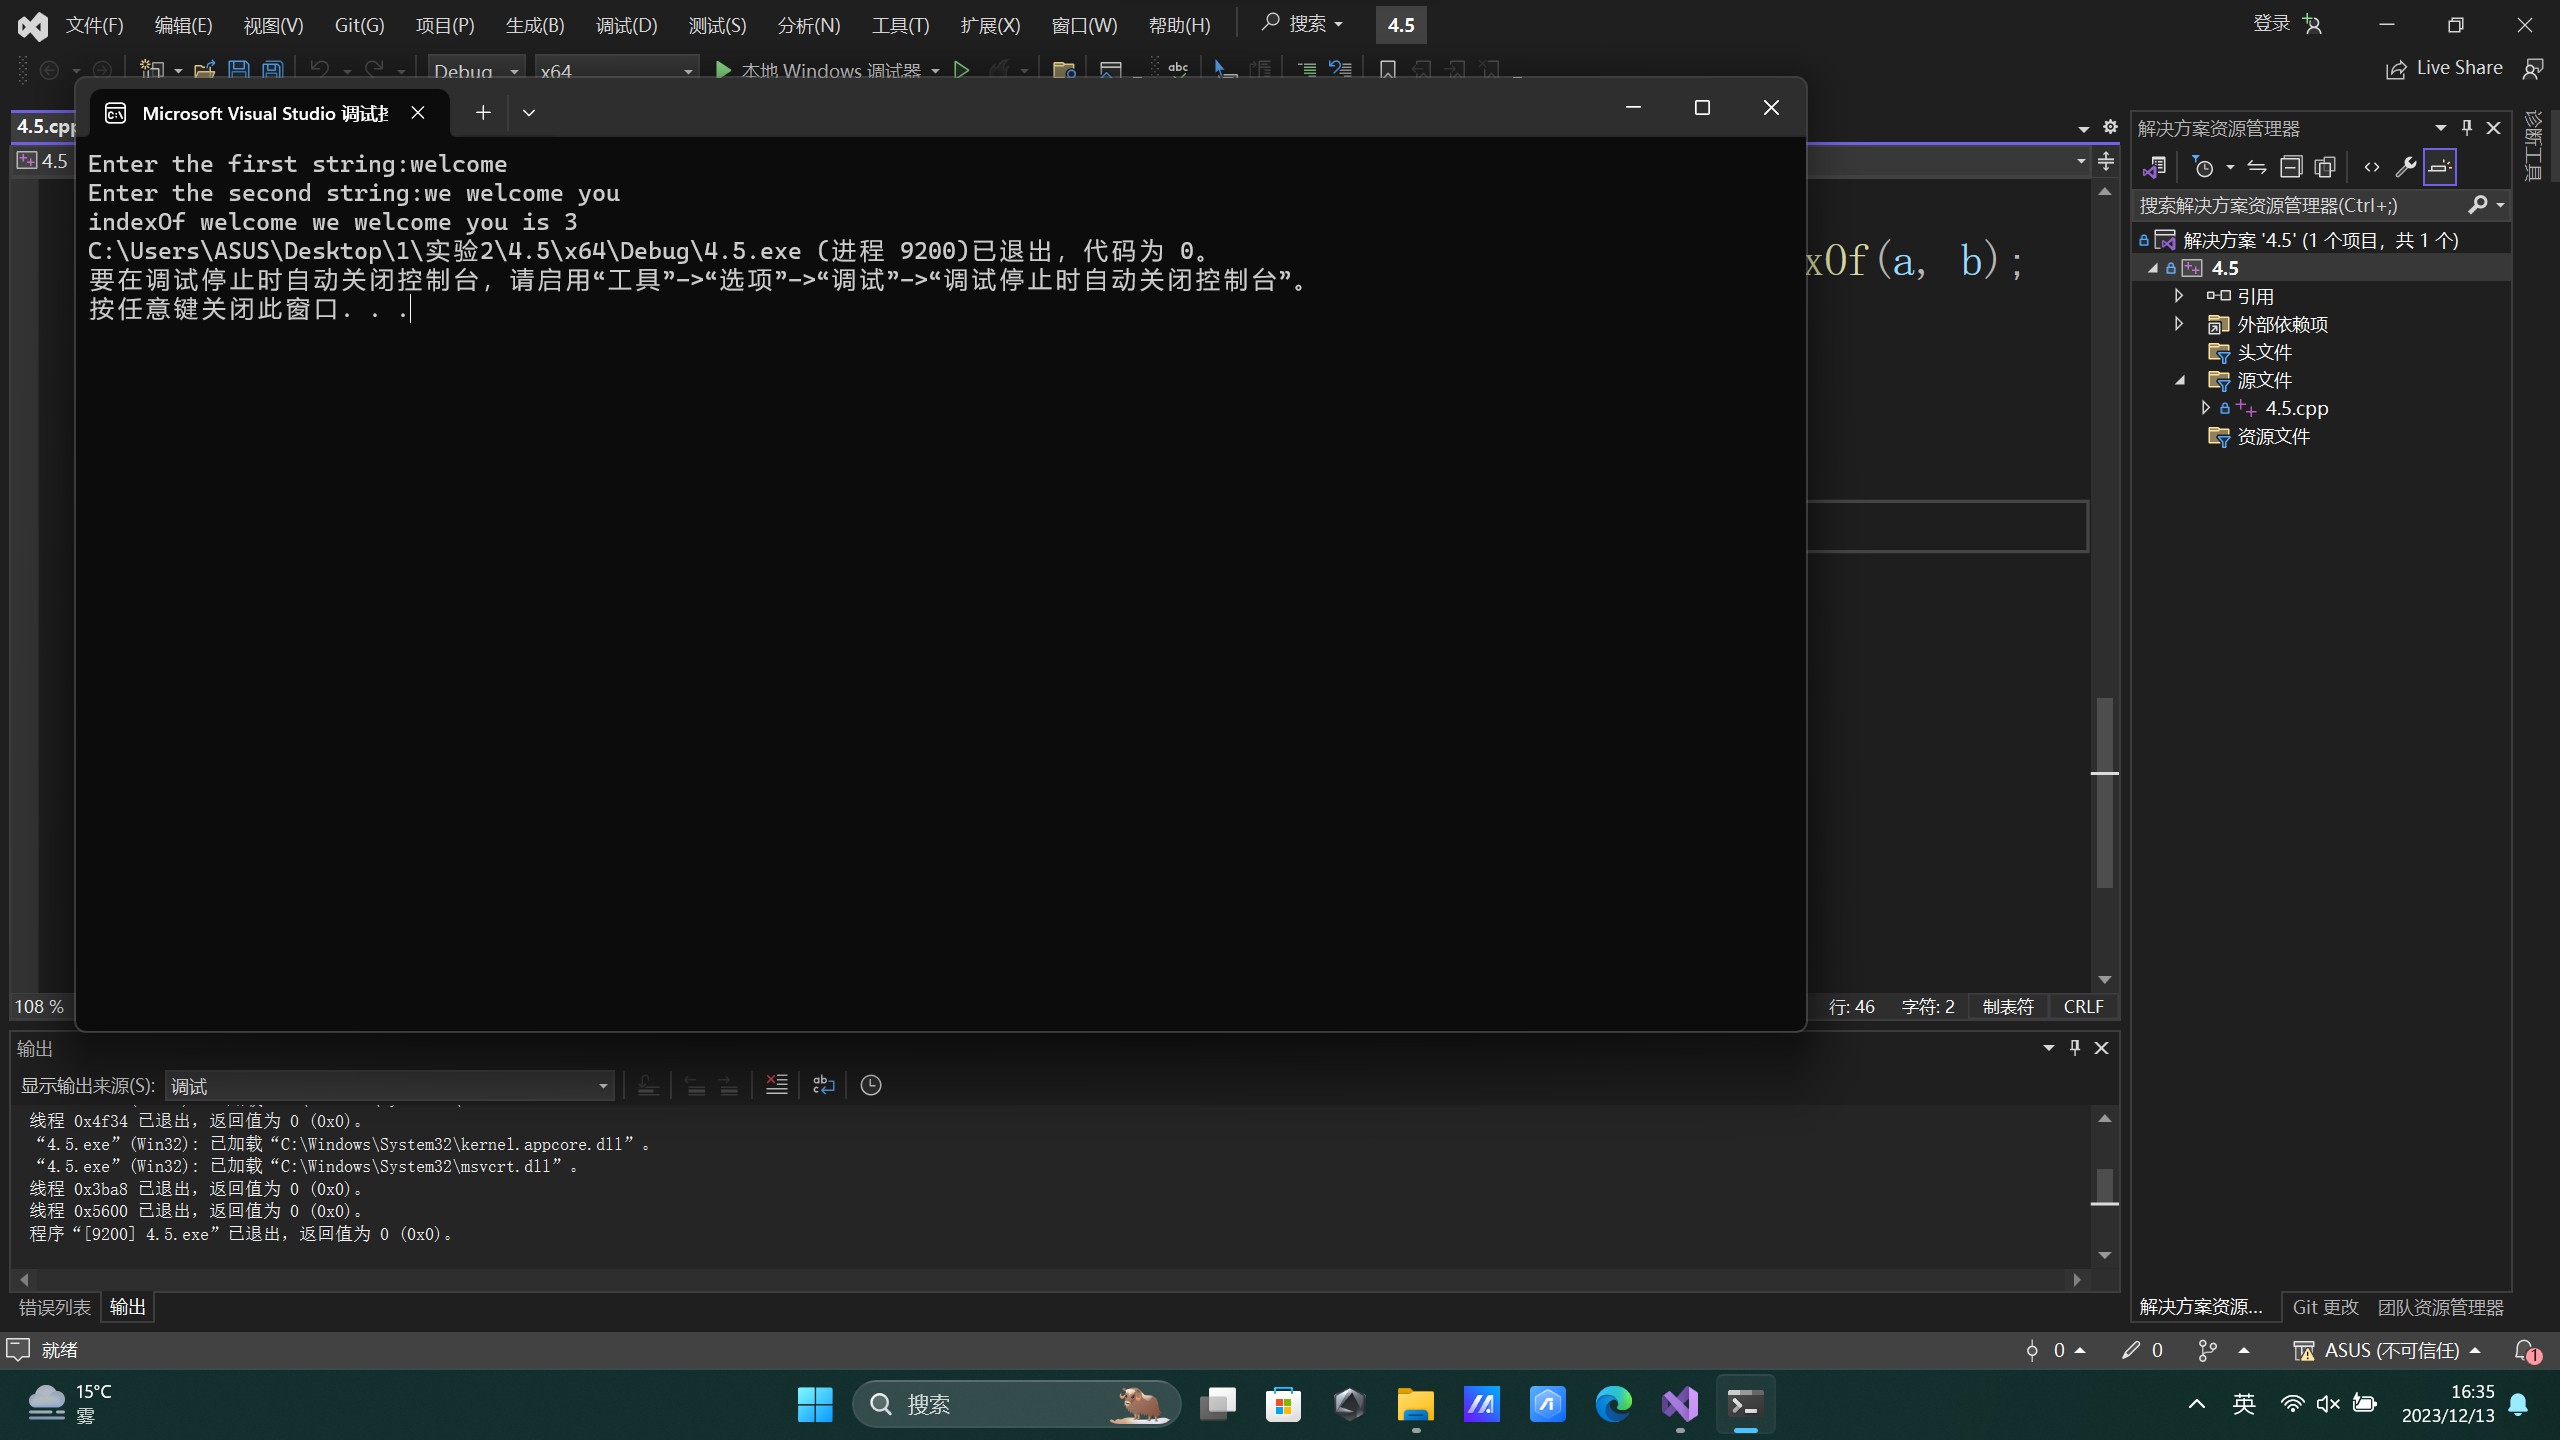 文件(F) 编辑(E) 视图(V) Git(G) 项目(P) 生成(B) 调试(D) 测试(S) 分析(N) 工具(T) 扩展(X) 窗口(W) 帮助(H) 搜索 4.5 登录
Debug x64 本地 Windows 调试器 Live Share
4.5.cpp
4.5
Microsoft Visual Studio 调试
Enter the first string:welcome
Enter the second string:we welcome you
indexOf welcome we welcome you is 3
C:\Users\ASUS\Desktop\1\实验2\4.5\x64\Debug\4.5.exe (进程 9200)已退出，代码为 0。
要在调试停止时自动关闭控制台，请启用“工具”->“选项”->“调试”->“调试停止时自动关闭控制台”。
按任意键关闭此窗口. . .
xOf(a, b);
108 %
行: 46 字符: 2 制表符 CRLF
解决方案资源管理器
搜索解决方案资源管理器(Ctrl+;)
解决方案 '4.5' (1 个项目，共 1 个)
4.5
引用
外部依赖项
头文件
源文件
4.5.cpp
资源文件
诊断工具
输出
显示输出来源(S): 调试
线程 0x4f34 已退出，返回值为 0 (0x0)。
“4.5.exe”(Win32): 已加载“C:\Windows\System32\kernel.appcore.dll”。
“4.5.exe”(Win32): 已加载“C:\Windows\System32\msvcrt.dll”。
线程 0x3ba8 已退出，返回值为 0 (0x0)。
线程 0x5600 已退出，返回值为 0 (0x0)。
程序“[9200] 4.5.exe”已退出，返回值为 0 (0x0)。
错误列表 输出
解决方案资源... Git 更改 团队资源管理器
就绪 0 0 ASUS (不可信任) 1
15°C
雾
搜索
英
16:35
2023/12/13